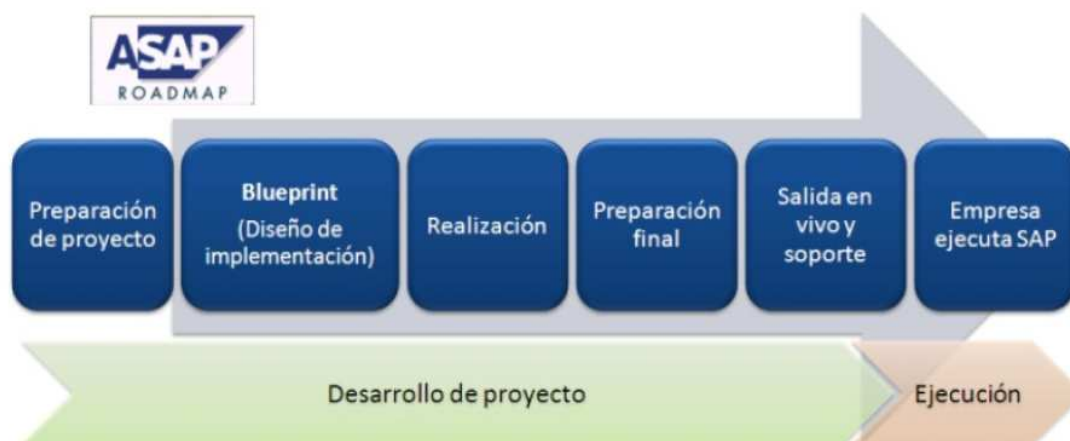 ASAP
ROADMAP
Preparación
de proyecto
Blueprint
(Diseño de
implementación)
Realización
Preparación
final
Salida en
vivo y
soporte
Empresa
ejecuta SAP
Desarrollo de proyecto
Ejecución